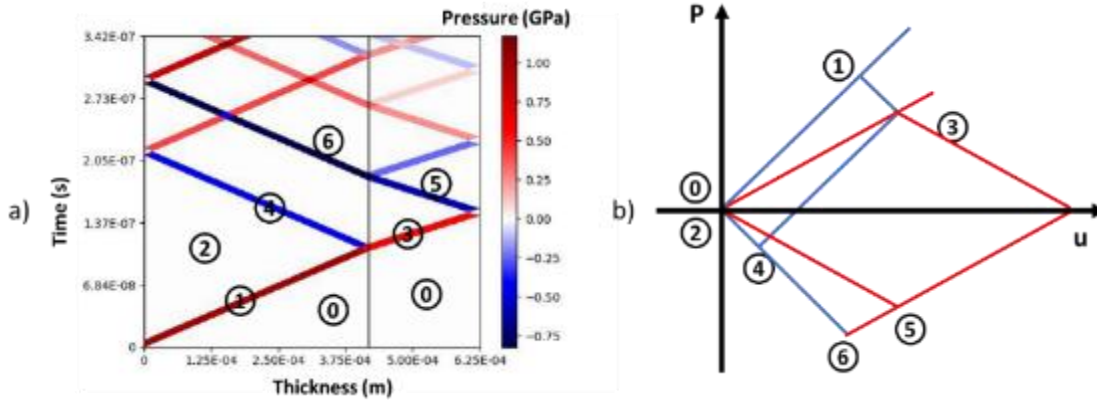 Pressure (GPa)
a)
Time (s)
3.42E-07
2.73E-07
2.05E-07
1.37E-07
6.84E-08
0
0
1.25E-04
2.50E-04
3.75E-04
5.00E-04
6.25E-04
Thickness (m)
6
5
4
3
2
1
0
0
1.00
0.75
0.50
0.25
0.00
−0.25
−0.50
−0.75
b)
P
u
1
3
0
2
4
5
6